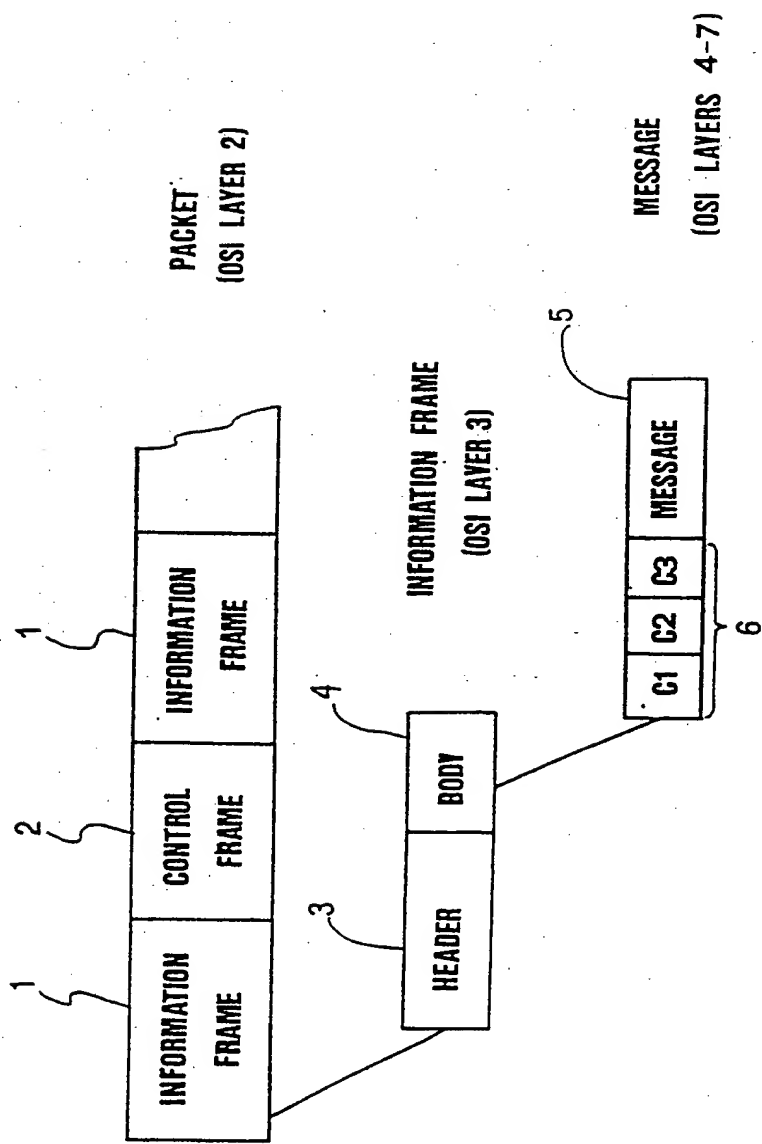 1
2
1
INFORMATION
FRAME
CONTROL
FRAME
INFORMATION
FRAME
PACKET
(OSI LAYER 2)
3
4
HEADER
BODY
INFORMATION FRAME
(OSI LAYER 3)
5
C1
C2
C3
MESSAGE
6
MESSAGE
(OSI LAYERS 4-7)